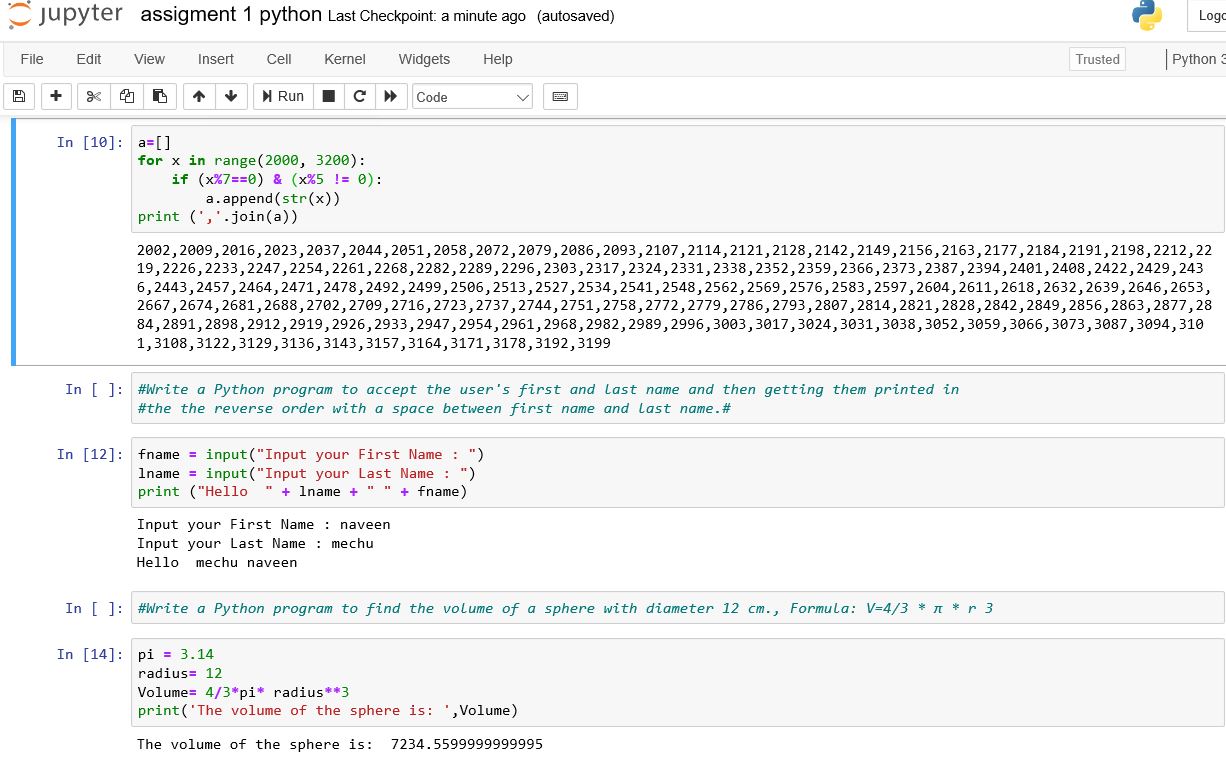 jupyter assigment 1 python Last Checkpoint: a minute ago (autosaved)
Logo
File Edit View Insert Cell Kernel Widgets Help Trusted Python 3
Run Code
In [10]: a=[]
for x in range(2000, 3200):
    if (x%7==0) & (x%5 != 0):
        a.append(str(x))
print (','.join(a))
2002,2009,2016,2023,2037,2044,2051,2058,2072,2079,2086,2093,2107,2114,2121,2128,2142,2149,2156,2163,2177,2184,2191,2198,2212,22
19,2226,2233,2247,2254,2261,2268,2282,2289,2296,2303,2317,2324,2331,2338,2352,2359,2366,2373,2387,2394,2401,2408,2422,2429,243
6,2443,2457,2464,2471,2478,2492,2499,2506,2513,2527,2534,2541,2548,2562,2569,2576,2583,2597,2604,2611,2618,2632,2639,2646,2653,
2667,2674,2681,2688,2702,2709,2716,2723,2737,2744,2751,2758,2772,2779,2786,2793,2807,2814,2821,2828,2842,2849,2856,2863,2877,28
84,2891,2898,2912,2919,2926,2933,2947,2954,2961,2968,2982,2989,2996,3003,3017,3024,3031,3038,3052,3059,3066,3073,3087,3094,310
1,3108,3122,3129,3136,3143,3157,3164,3171,3178,3192,3199
In [ ]: #Write a Python program to accept the user's first and last name and then getting them printed in
#the the reverse order with a space between first name and last name.#
In [12]: fname = input("Input your First Name : ")
lname = input("Input your Last Name : ")
print ("Hello  " + lname + " " + fname)
Input your First Name : naveen
Input your Last Name : mechu
Hello  mechu naveen
In [ ]: #Write a Python program to find the volume of a sphere with diameter 12 cm., Formula: V=4/3 * π * r 3
In [14]: pi = 3.14
radius= 12
Volume= 4/3*pi* radius**3
print('The volume of the sphere is: ',Volume)
The volume of the sphere is:  7234.5599999999995